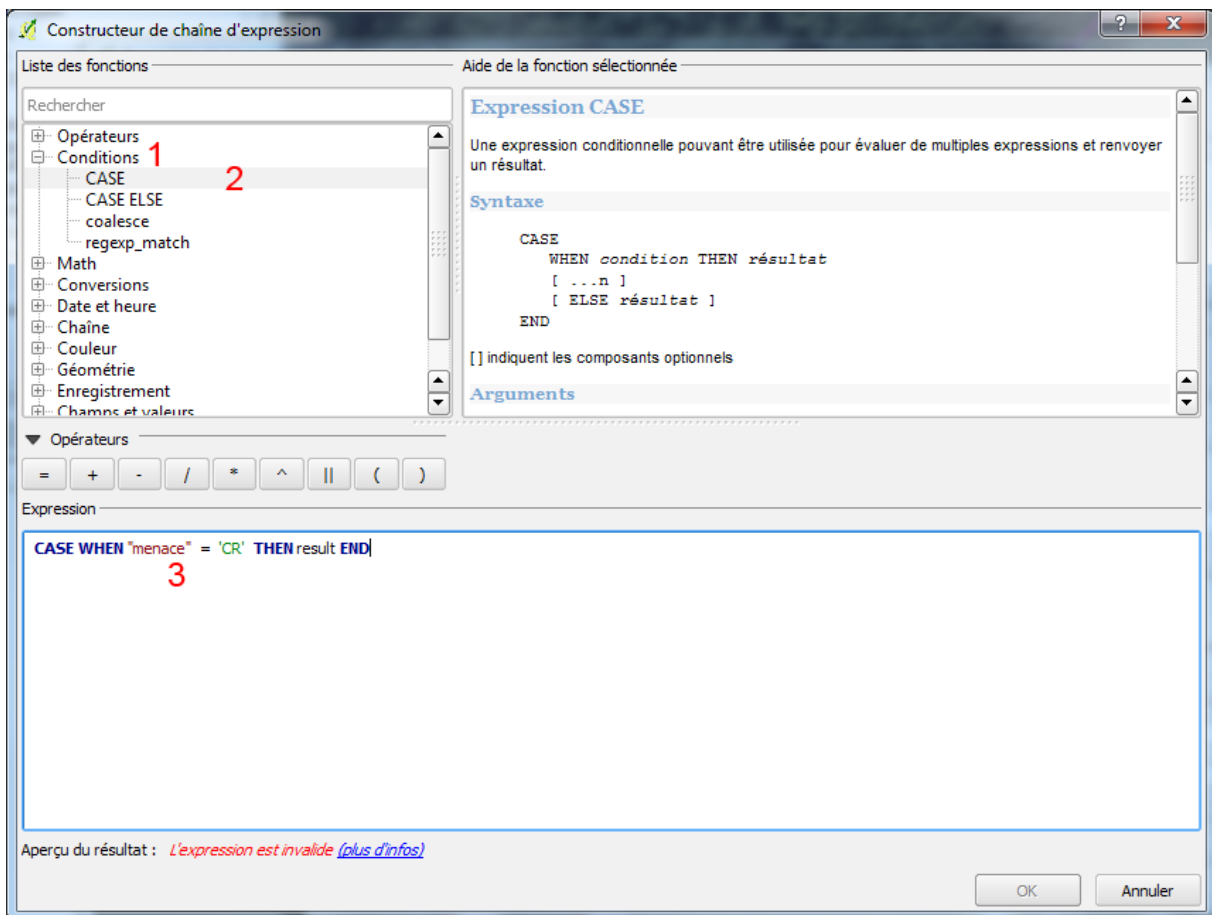 Constructeur de chaîne d'expression
?
X
Liste des fonctions
Rechercher
Opérateurs
Conditions 1
CASE 2
CASE ELSE
coalesce
regexp_match
Math
Conversions
Date et heure
Chaîne
Couleur
Géométrie
Enregistrement
Champs et valeurs
Aide de la fonction sélectionnée
Expression CASE
Une expression conditionnelle pouvant être utilisée pour évaluer de multiples expressions et renvoyer
un résultat.
Syntaxe
CASE
WHEN condition THEN résultat
[ ...n ]
[ ELSE résultat ]
END
[ ] indiquent les composants optionnels
Arguments
Opérateurs
= + - / * ^ || ( )
Expression
CASE WHEN "menace" = 'CR' THEN result END
3
Aperçu du résultat : L'expression est invalide (plus d'infos)
OK Annuler